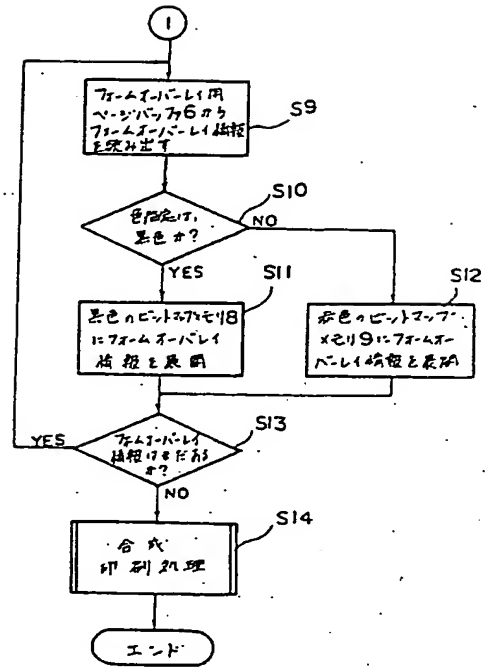 1
フォームオーバーレイ用
ページバッファ6から
フォームオーバーレイ情報
を読み出す
S9
S10
色指定は、
黒色か?
NO
YES
S11
S12
黒色のビットマップメモリ8
にフォームオーバーレイ
情報を展開
赤色のビットマップ
メモリ9にフォームオー
バーレイ情報を展開
S13
YES
フォームオーバーレイ
情報はまだある
か?
NO
S14
合成
印刷処理
エンド